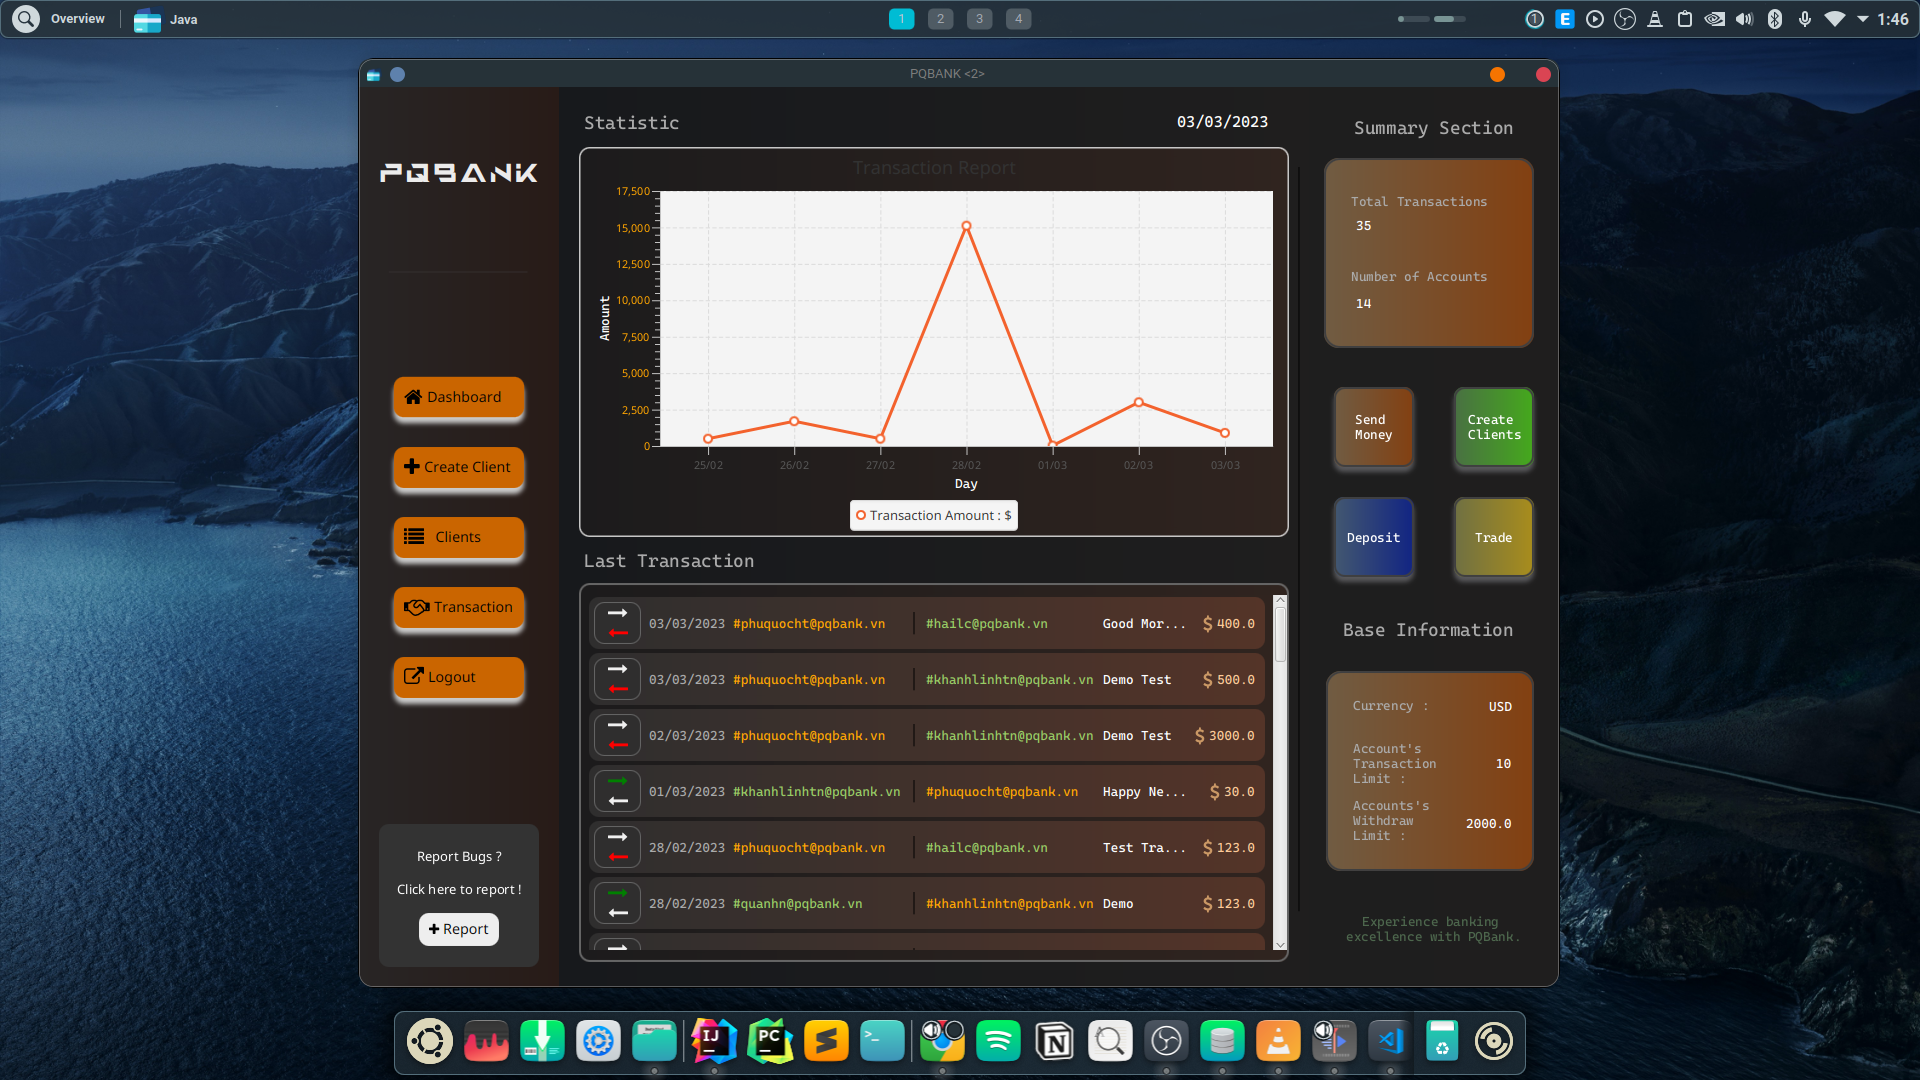 Overview
Java
1
2
3
4
1
E
1:46
PQBANK <2>
PQBANK
Dashboard
Create Client
Clients
Transaction
Logout
Report Bugs ?
Click here to report !
Report
Statistic
03/03/2023
Transaction Report
17,500
15,000
12,500
10,000
7,500
5,000
2,500
0
Amount
25/02
26/02
27/02
28/02
01/03
02/03
03/03
Day
Transaction Amount : $
Last Transaction
03/03/2023 #phuquocht@pqbank.vn #hailc@pqbank.vn Good Mor... $ 400.0
03/03/2023 #phuquocht@pqbank.vn #khanhlinhtn@pqbank.vn Demo Test $ 500.0
02/03/2023 #phuquocht@pqbank.vn #khanhlinhtn@pqbank.vn Demo Test $ 3000.0
01/03/2023 #khanhlinhtn@pqbank.vn #phuquocht@pqbank.vn Happy Ne... $ 30.0
28/02/2023 #phuquocht@pqbank.vn #hailc@pqbank.vn Test Tra... $ 123.0
28/02/2023 #quanhn@pqbank.vn #khanhlinhtn@pqbank.vn Demo $ 123.0
Summary Section
Total Transactions
35
Number of Accounts
14
Send
Money
Create
Clients
Deposit
Trade
Base Information
Currency : USD
Account's
Transaction 10
Limit :
Accounts's
Withdraw 2000.0
Limit :
Experience banking
excellence with PQBank.
IJ
PC